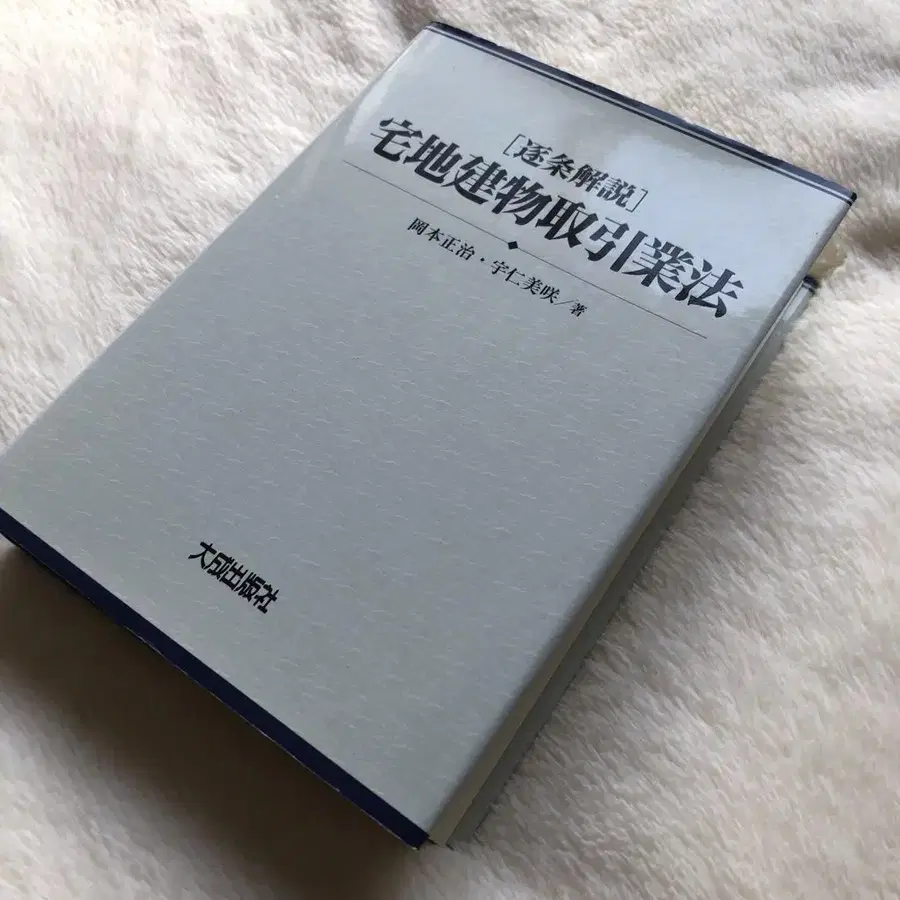 [逐条解説]
宅地建物取引業法
岡本正治・宇仁美咲/著
大成出版社